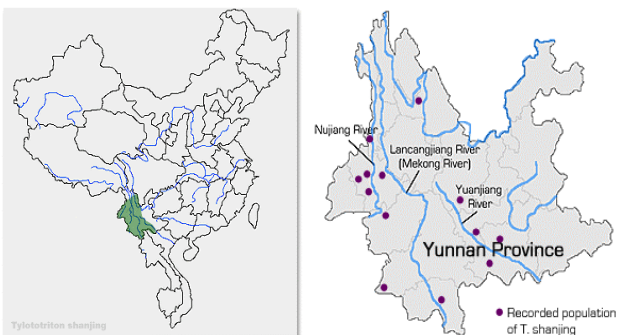 Tylototriton shanjing
Nujiang River
Lancangjiang River
(Mekong River)
Yuanjiang
River
Yunnan Province
Recorded population
of T. shanjing